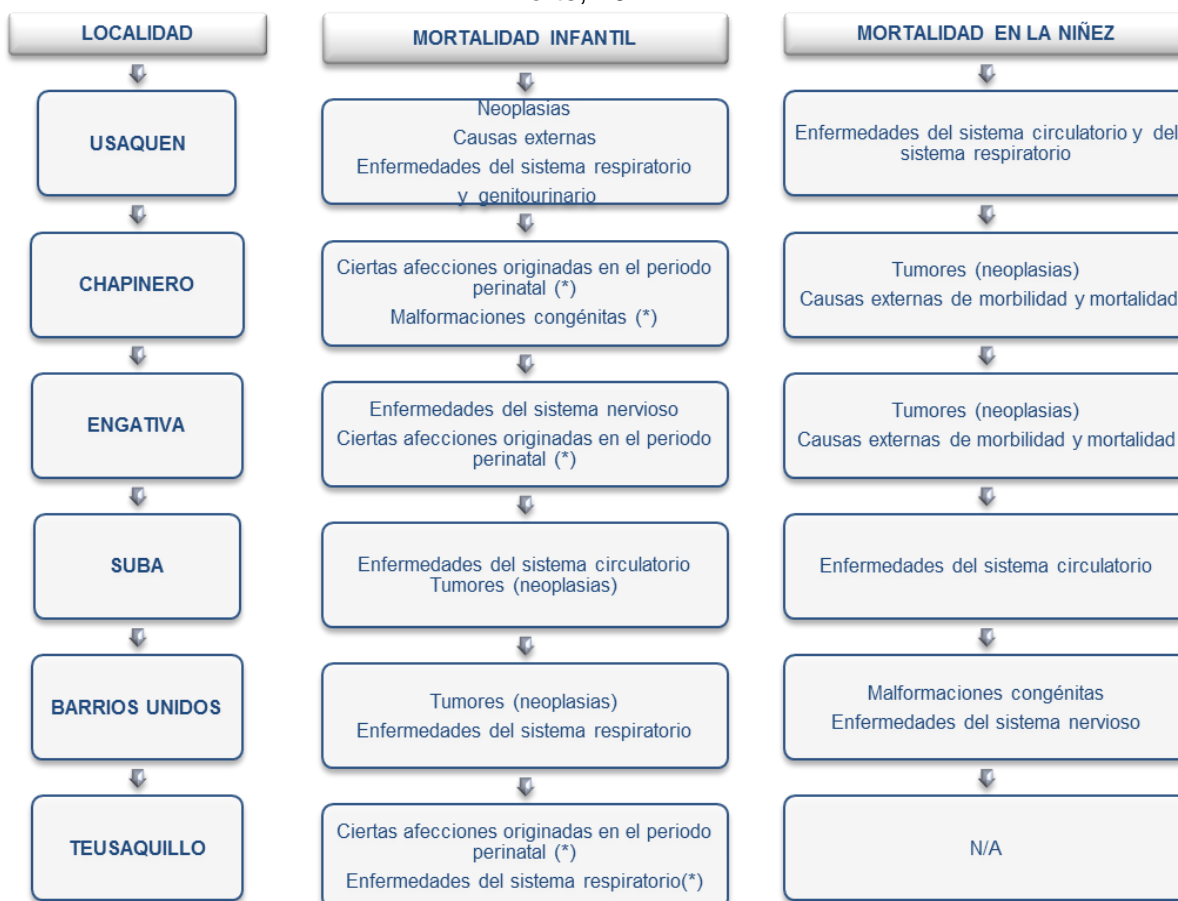 LOCALIDAD
MORTALIDAD INFANTIL
MORTALIDAD EN LA NIÑEZ
USAQUEN
Neoplasias
Causas externas
Enfermedades del sistema respiratorio
y genitourinario
Enfermedades del sistema circulatorio y del
sistema respiratorio
CHAPINERO
Ciertas afecciones originadas en el periodo
perinatal (*)
Malformaciones congénitas (*)
Tumores (neoplasias)
Causas externas de morbilidad y mortalidad
ENGATIVA
Enfermedades del sistema nervioso
Ciertas afecciones originadas en el periodo
perinatal (*)
Tumores (neoplasias)
Causas externas de morbilidad y mortalidad
SUBA
Enfermedades del sistema circulatorio
Tumores (neoplasias)
Enfermedades del sistema circulatorio
BARRIOS UNIDOS
Tumores (neoplasias)
Enfermedades del sistema respiratorio
Malformaciones congénitas
Enfermedades del sistema nervioso
TEUSAQUILLO
Ciertas afecciones originadas en el periodo
perinatal (*)
Enfermedades del sistema respiratorio(*)
N/A